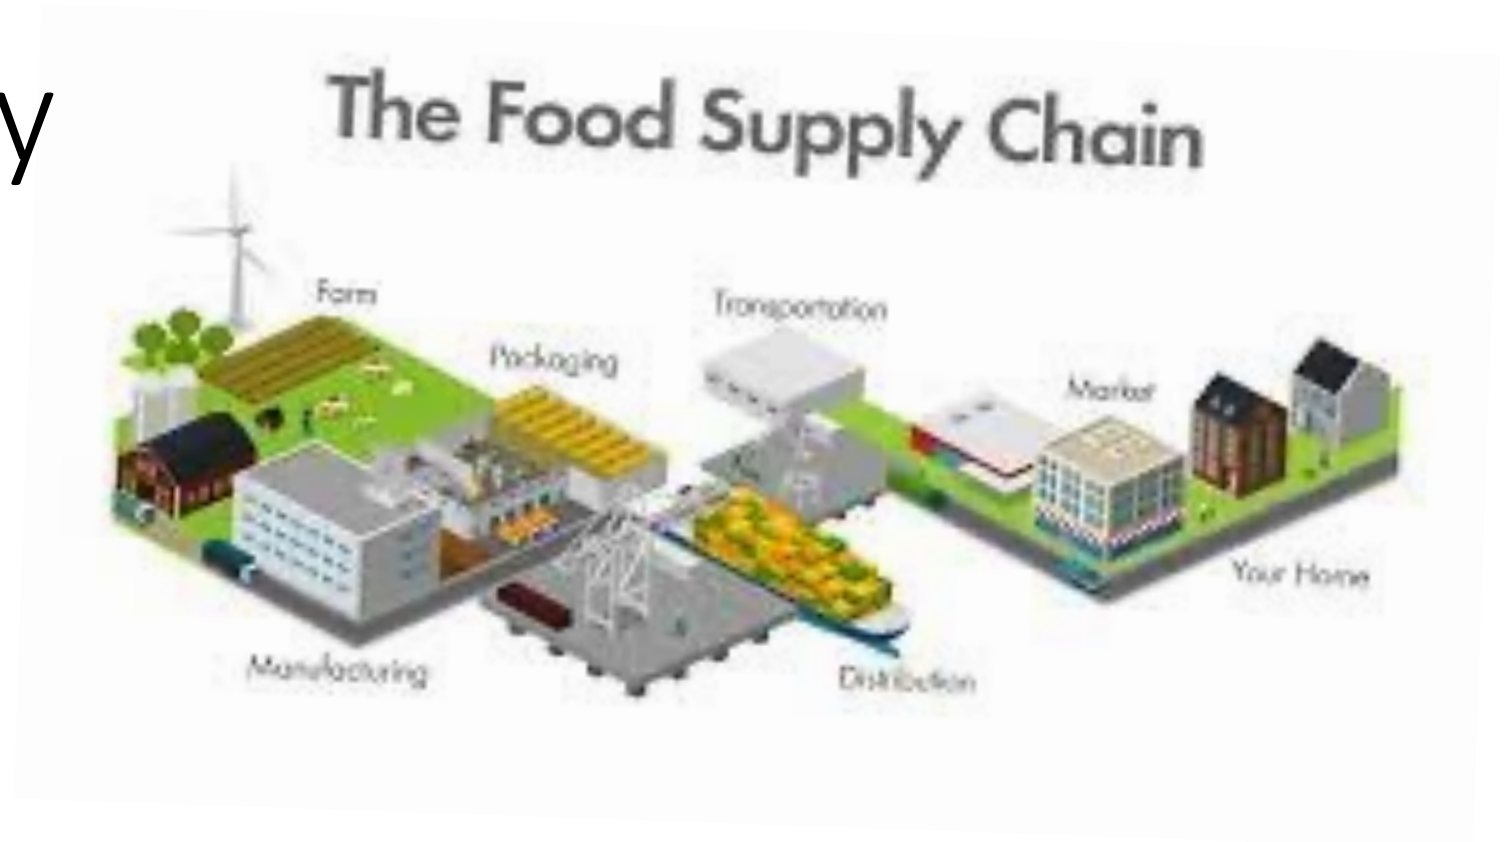 y
The Food Supply Chain
Farm
Packaging
Transportation
Market
Your Home
Manufacturing
Distribution